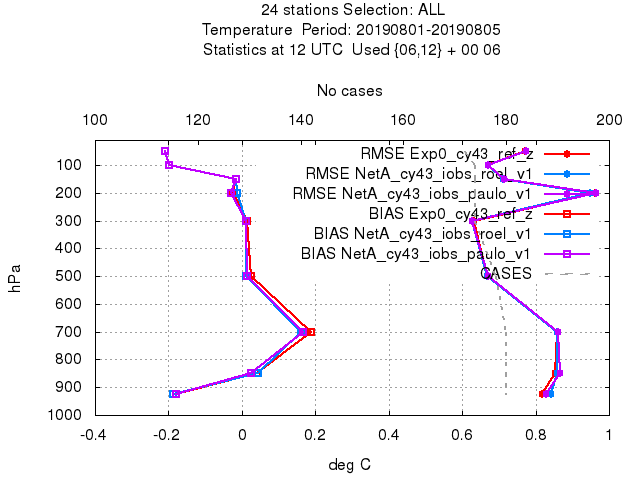 24 stations Selection: ALL
Temperature Period: 20190801-20190805
Statistics at 12 UTC Used {06,12} + 00 06
No cases
100 120 140 160 180 200
RMSE Exp0_cy43_ref_z
RMSE NetA_cy43_iobs_roel_v1
RMSE NetA_cy43_iobs_paulo_v1
BIAS Exp0_cy43_ref_z
BIAS NetA_cy43_iobs_roel_v1
BIAS NetA_cy43_iobs_paulo_v1
CASES
hPa
100
200
300
400
500
600
700
800
900
1000
-0.4 -0.2 0 0.2 0.4 0.6 0.8 1
deg C